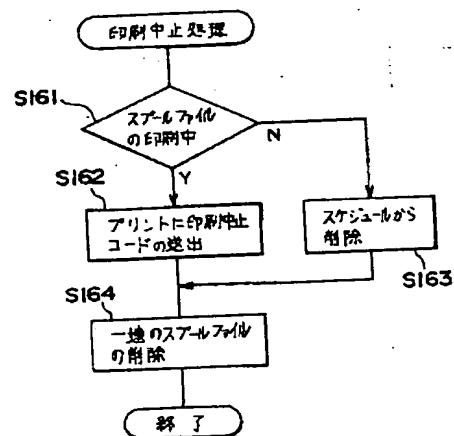 印刷中止処理
S161
スプールファイル
の印刷中
N
Y
S162
プリントに印刷中止
コードの送出
スケジュールから
削除
S163
S164
一連のスプールファイル
の削除
終了